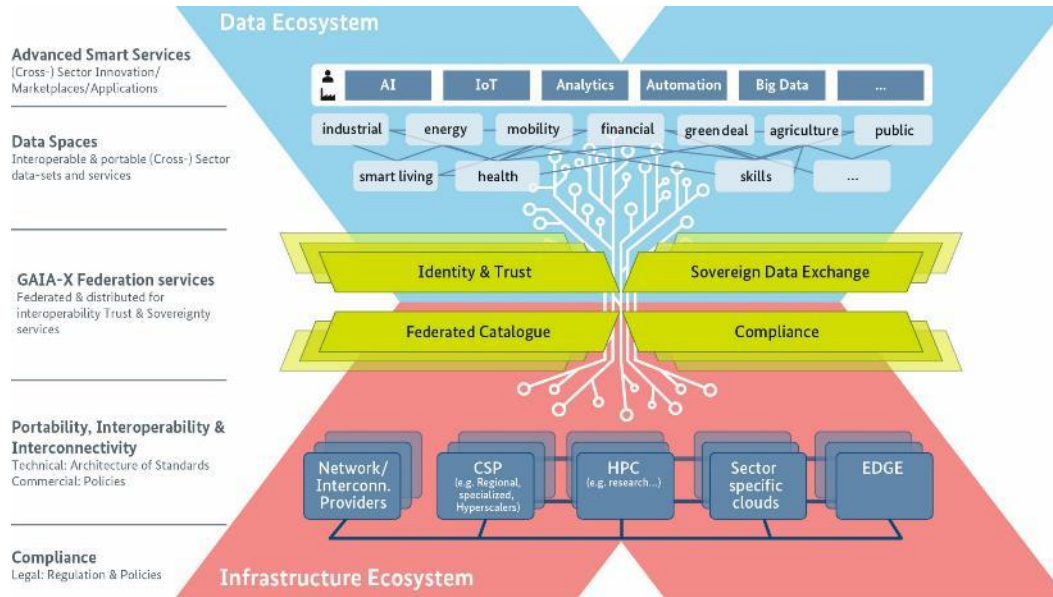 Data Ecosystem
Advanced Smart Services
(Cross-) Sector Innovation/
Marketplaces/Applications
AI
IoT
Analytics
Automation
Big Data
...
Data Spaces
Interoperable & portable (Cross-) Sector
data-sets and services
industrial
energy
mobility
financial
green deal
agriculture
public
smart living
health
skills
...
GAIA-X Federation services
Federated & distributed for
interoperability Trust & Sovereignty
services
Identity & Trust
Sovereign Data Exchange
Federated Catalogue
Compliance
Portability, Interoperability &
Interconnectivity
Technical: Architecture of Standards
Commercial: Policies
Network/
Interconn.
Providers
CSP
(e.g. Regional,
specialized,
Hyperscalers)
HPC
(e.g. research...)
Sector
specific
clouds
EDGE
Compliance
Legal: Regulation & Policies
Infrastructure Ecosystem